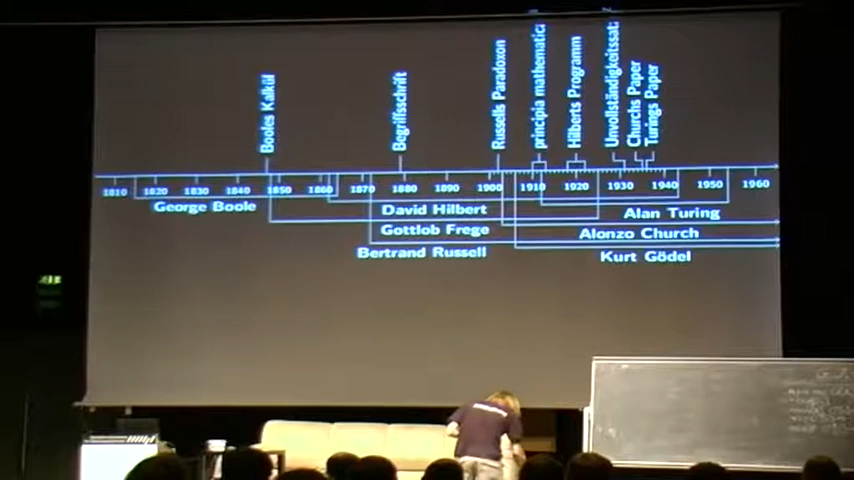 Booles Kalkül
Begriffsschrift
Russells Paradoxon
principia mathematica
Hilberts Programm
Unvollständigkeitssatz
Churchs Paper
Turings Paper
1810 1820 1830 1840 1850 1860 1870 1880 1890 1900 1910 1920 1930 1940 1950 1960
George Boole
David Hilbert
Alan Turing
Gottlob Frege
Alonzo Church
Bertrand Russell
Kurt Gödel